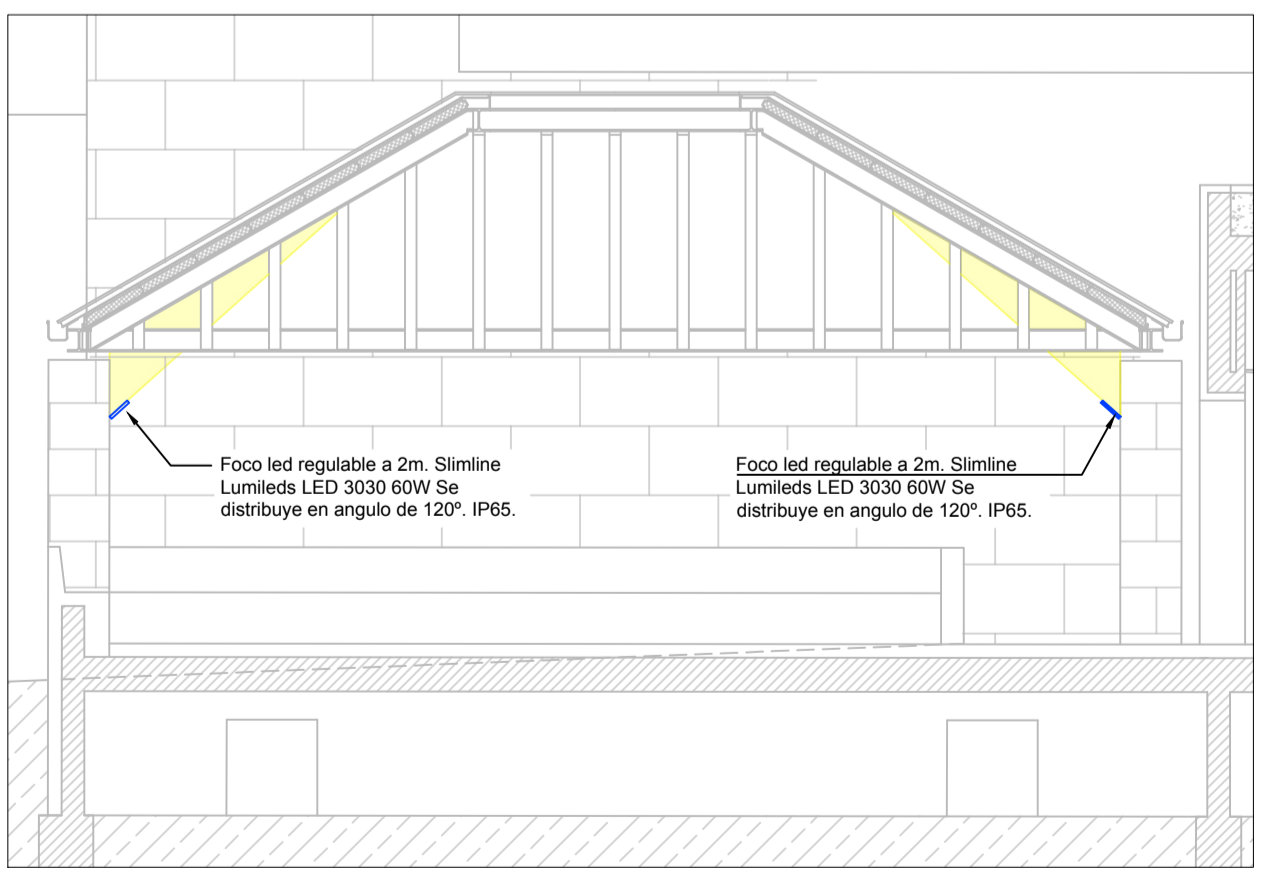 Foco led regulable a 2m. Slimline
Lumileds LED 3030 60W Se
distribuye en angulo de 120º. IP65.
Foco led regulable a 2m. Slimline
Lumileds LED 3030 60W Se
distribuye en angulo de 120º. IP65.